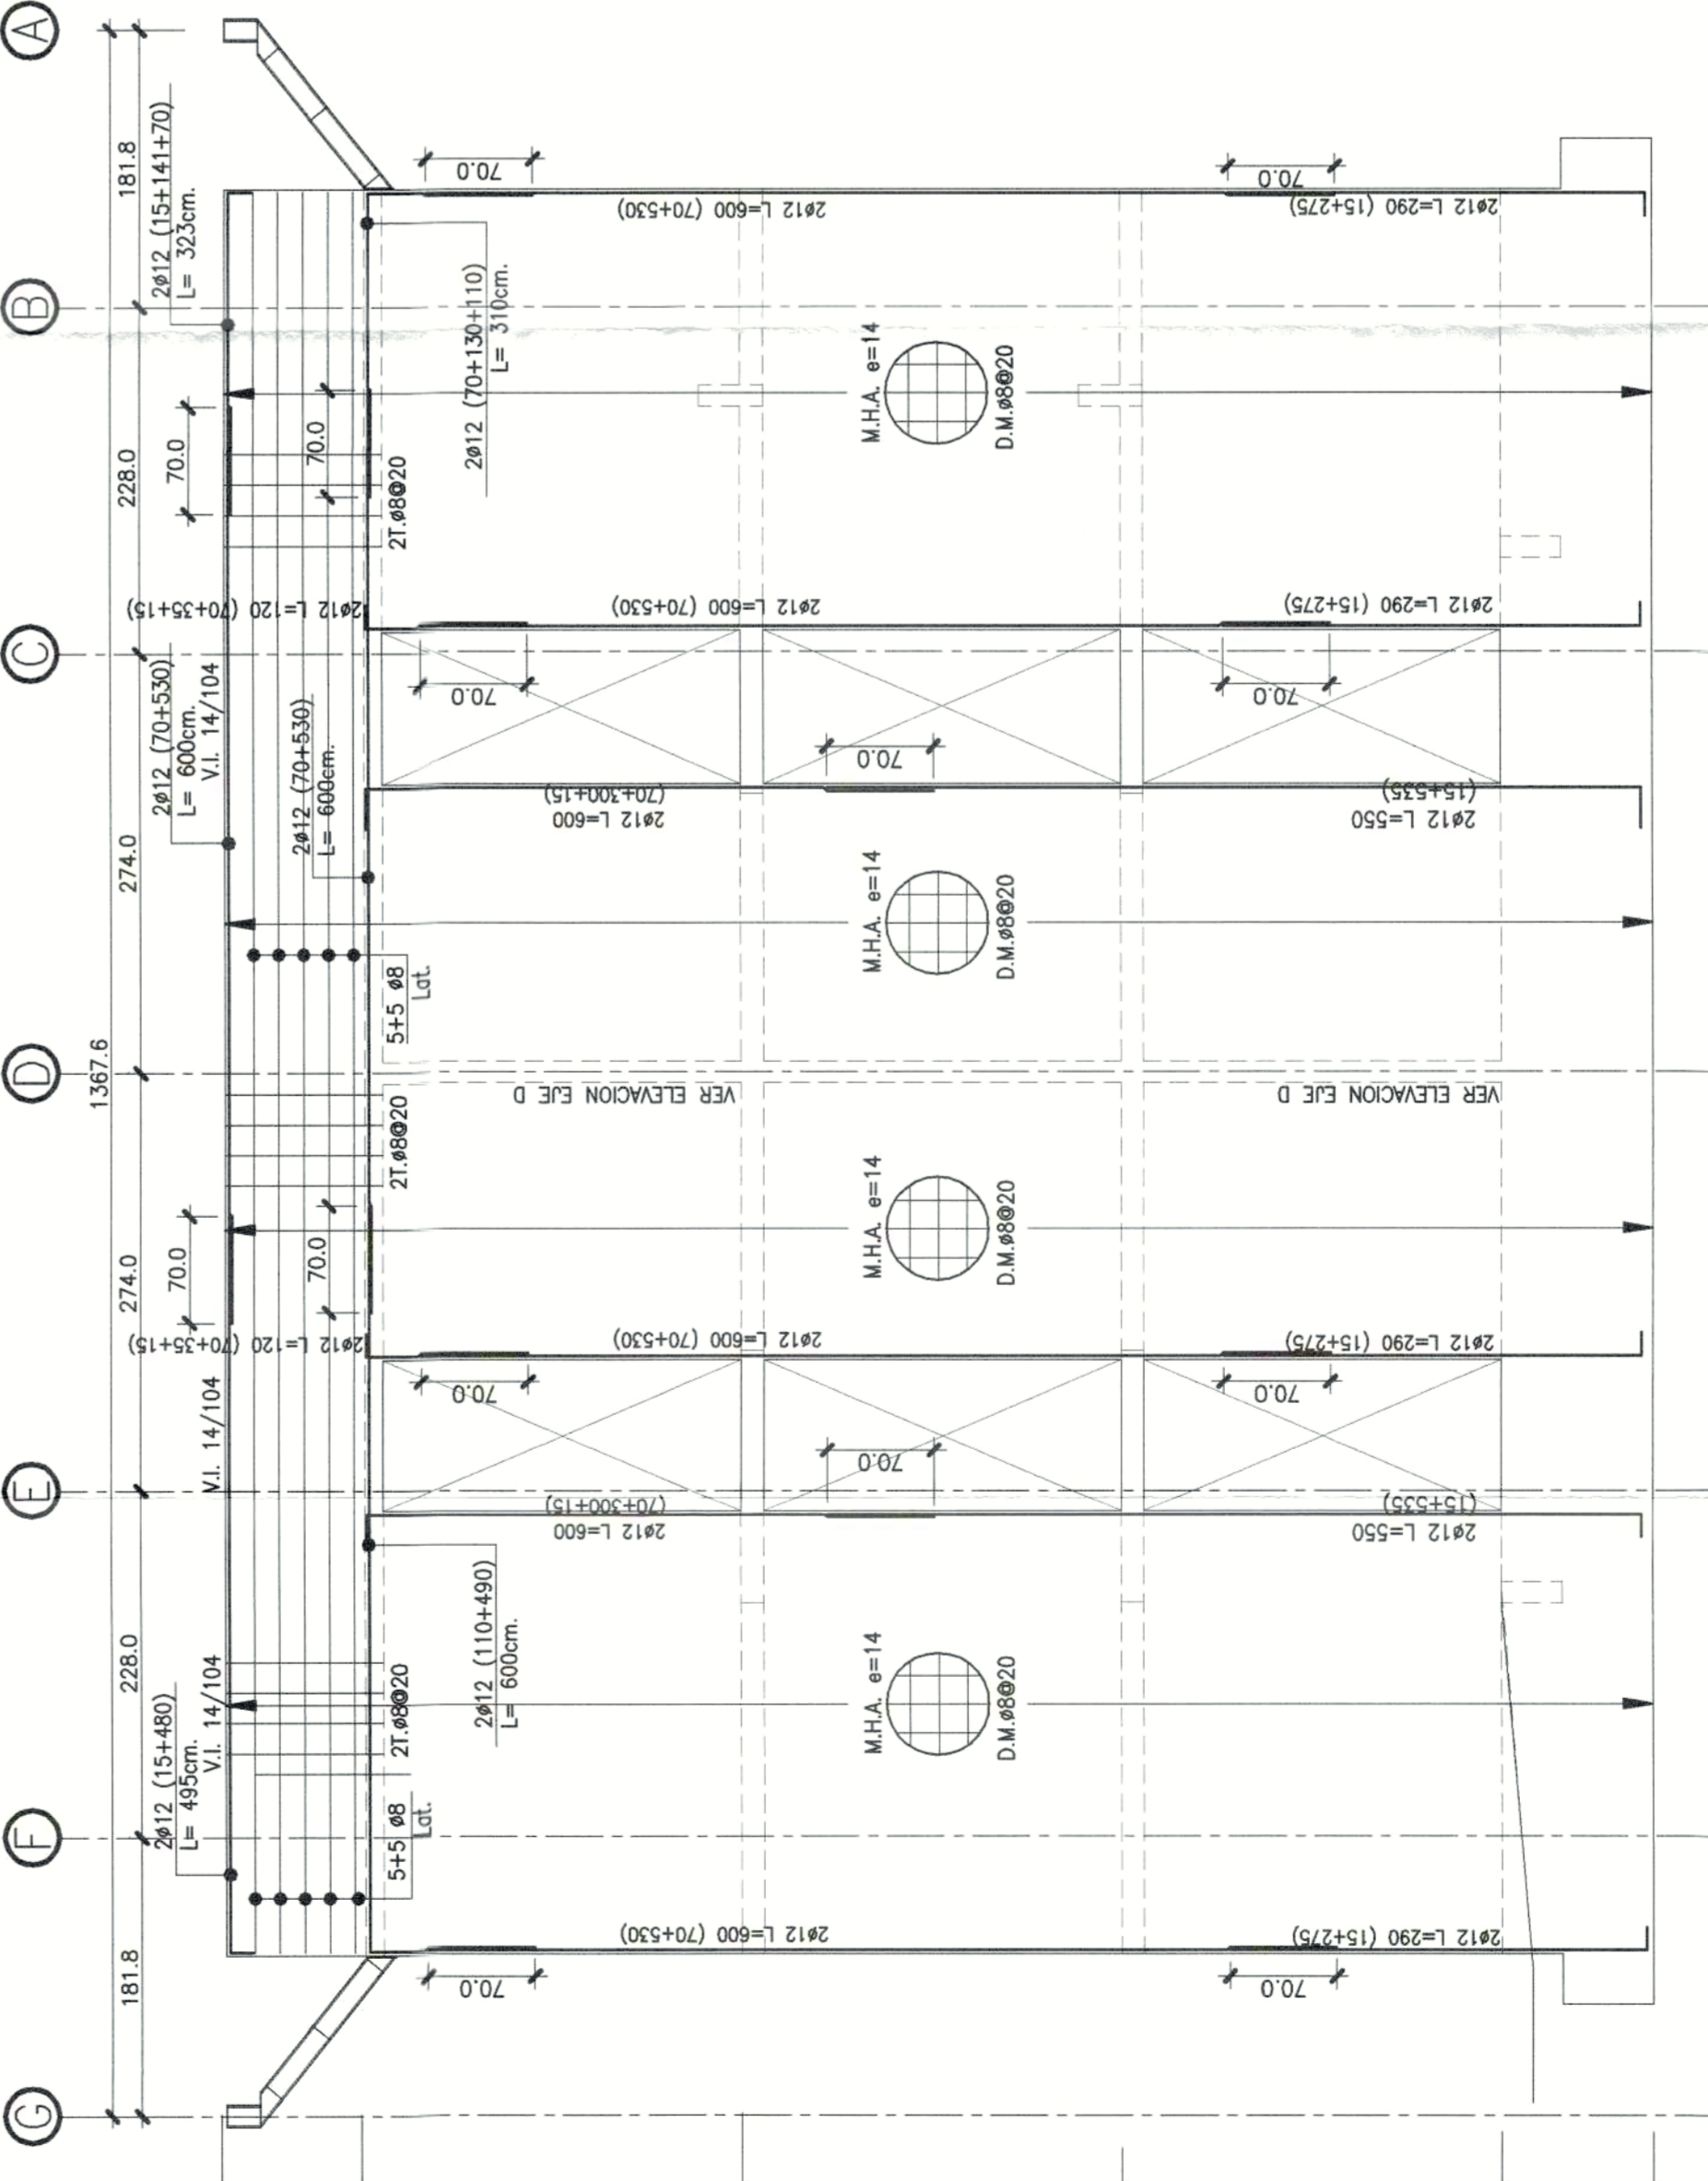 A
B
C
D
E
F
G
1367.6
181.8
228.0
274.0
274.0
228.0
181.8
2ø12 (15+141+70)
L= 323cm.
70.0
70.0
2T.ø8@20
2ø12 (70+130+110)
L= 310cm.
70.0
2ø12 L=600 (70+530)
70.0
2ø12 L=290 (15+275)
M.H.A. e=14
D.M.ø8@20
2ø12 L=120 (70+35+15)
2ø12 L=600 (70+530)
2ø12 L=290 (15+275)
70.0
70.0
2ø12 (70+530)
L= 600cm.
V.I. 14/104
2ø12 (70+530)
L= 600cm.
70.0
(70+300+15)
2ø12 L=600
(15+535)
2ø12 L=550
M.H.A. e=14
D.M.ø8@20
5+5 ø8
Lat.
VER ELEVACION EJE D
VER ELEVACION EJE D
2T.ø8@20
M.H.A. e=14
D.M.ø8@20
70.0
70.0
2ø12 L=120 (70+35+15)
2ø12 L=600 (70+530)
2ø12 L=290 (15+275)
70.0
70.0
V.I. 14/104
70.0
(70+300+15)
2ø12 L=600
(15+535)
2ø12 L=550
2ø12 (110+490)
L= 600cm.
M.H.A. e=14
D.M.ø8@20
2T.ø8@20
V.I. 14/104
2ø12 (15+480)
L= 495cm.
5+5 ø8
Lat.
2ø12 L=600 (70+530)
2ø12 L=290 (15+275)
70.0
70.0